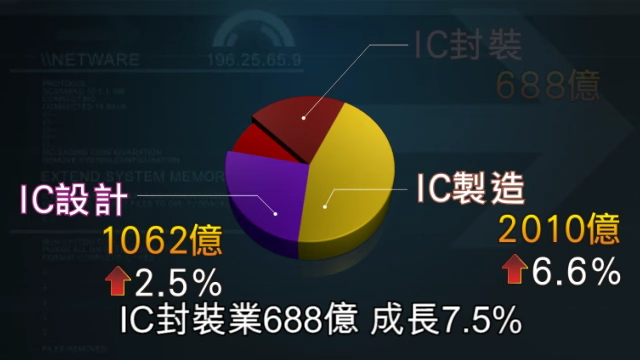 IC封裝
688億
\\NETWARE 196.25.65.9
EXTEND SYSTEM MEMOR
IC設計
1062億
2.5%
IC製造
2010億
6.6%
IC封裝業688億 成長7.5%